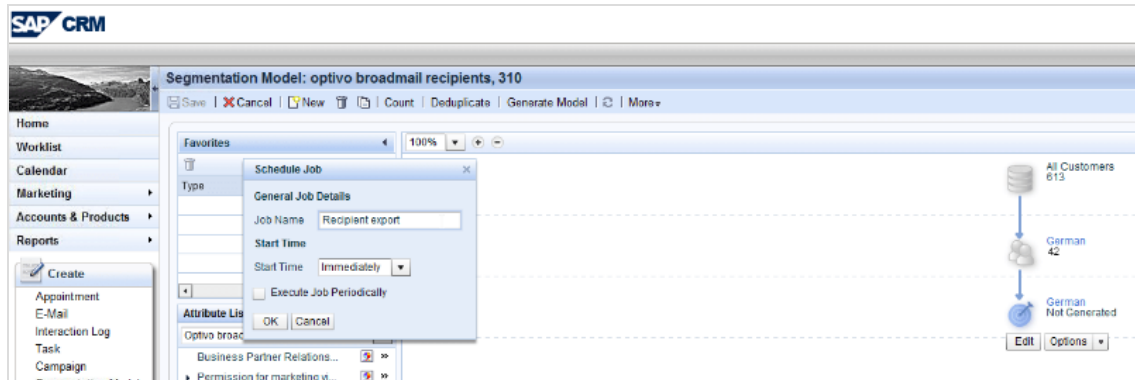 SAP CRM
Segmentation Model: optivo broadmail recipients, 310
Save | Cancel | New | Count | Deduplicate | Generate Model | | More
Home
Worklist
Calendar
Marketing
Accounts & Products
Reports
Create
Appointment
E-Mail
Interaction Log
Task
Campaign
Favorites
100%
Type
Schedule Job
General Job Details
Job Name Recipient export
Start Time
Start Time Immediately
Execute Job Periodically
OK Cancel
Attribute Lis
Optivo broad
Business Partner Relations...
Permission for marketing vi...
All Customers
613
German
42
German
Not Generated
Edit Options